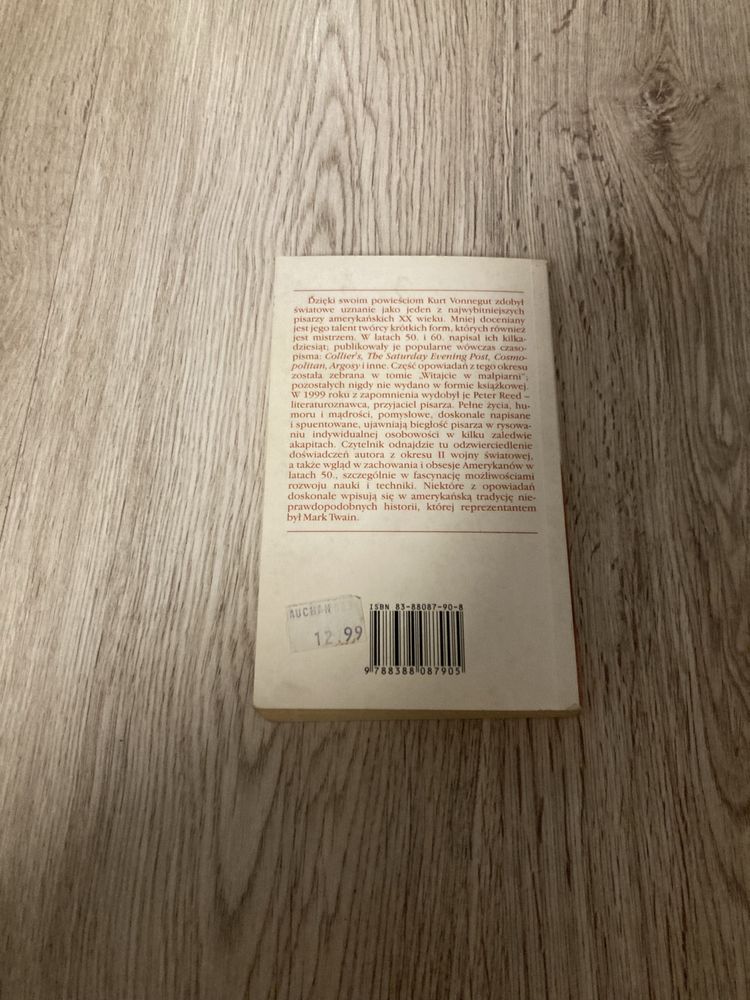 Dzięki swoim powieściom Kurt Vonnegut zdobył
światowe uznanie jako jeden z najwybitniejszych
pisarzy amerykańskich XX wieku. Mniej doceniany
jest jego talent twórcy krótkich form, których również
jest mistrzem. W latach 50. i 60. napisał ich kilka-
dziesiąt; publikowały je popularne wówczas czaso-
pisma: Collier's, The Saturday Evening Post, Cosmo-
politan, Argosy i inne. Część opowiadań z tego okresu
została zebrana w tomie „Witajcie w małpiarni";
pozostałych nigdy nie wydano w formie książkowej.
W 1999 roku z zapomnienia wydobył je Peter Reed –
literaturoznawca, przyjaciel pisarza. Pełne życia, hu-
moru i mądrości, pomysłowe, doskonale napisane
i spuentowane, ujawniają biegłość pisarza w rysowa-
niu indywidualnej osobowości w kilku zaledwie
akapitach. Czytelnik odnajdzie tu odzwierciedlenie
doświadczeń autora z okresu II wojny światowej,
a także wgląd w zachowania i obsesje Amerykanów w
latach 50., szczególnie w fascynację możliwościami
rozwoju nauki i techniki. Niektóre z opowiadań
doskonale wpisują się w amerykańską tradycję nie-
prawdopodobnych historii, której reprezentantem
był Mark Twain.
AUCHAN
12.99
ISBN 83-88087-90-8
9 788388 087905